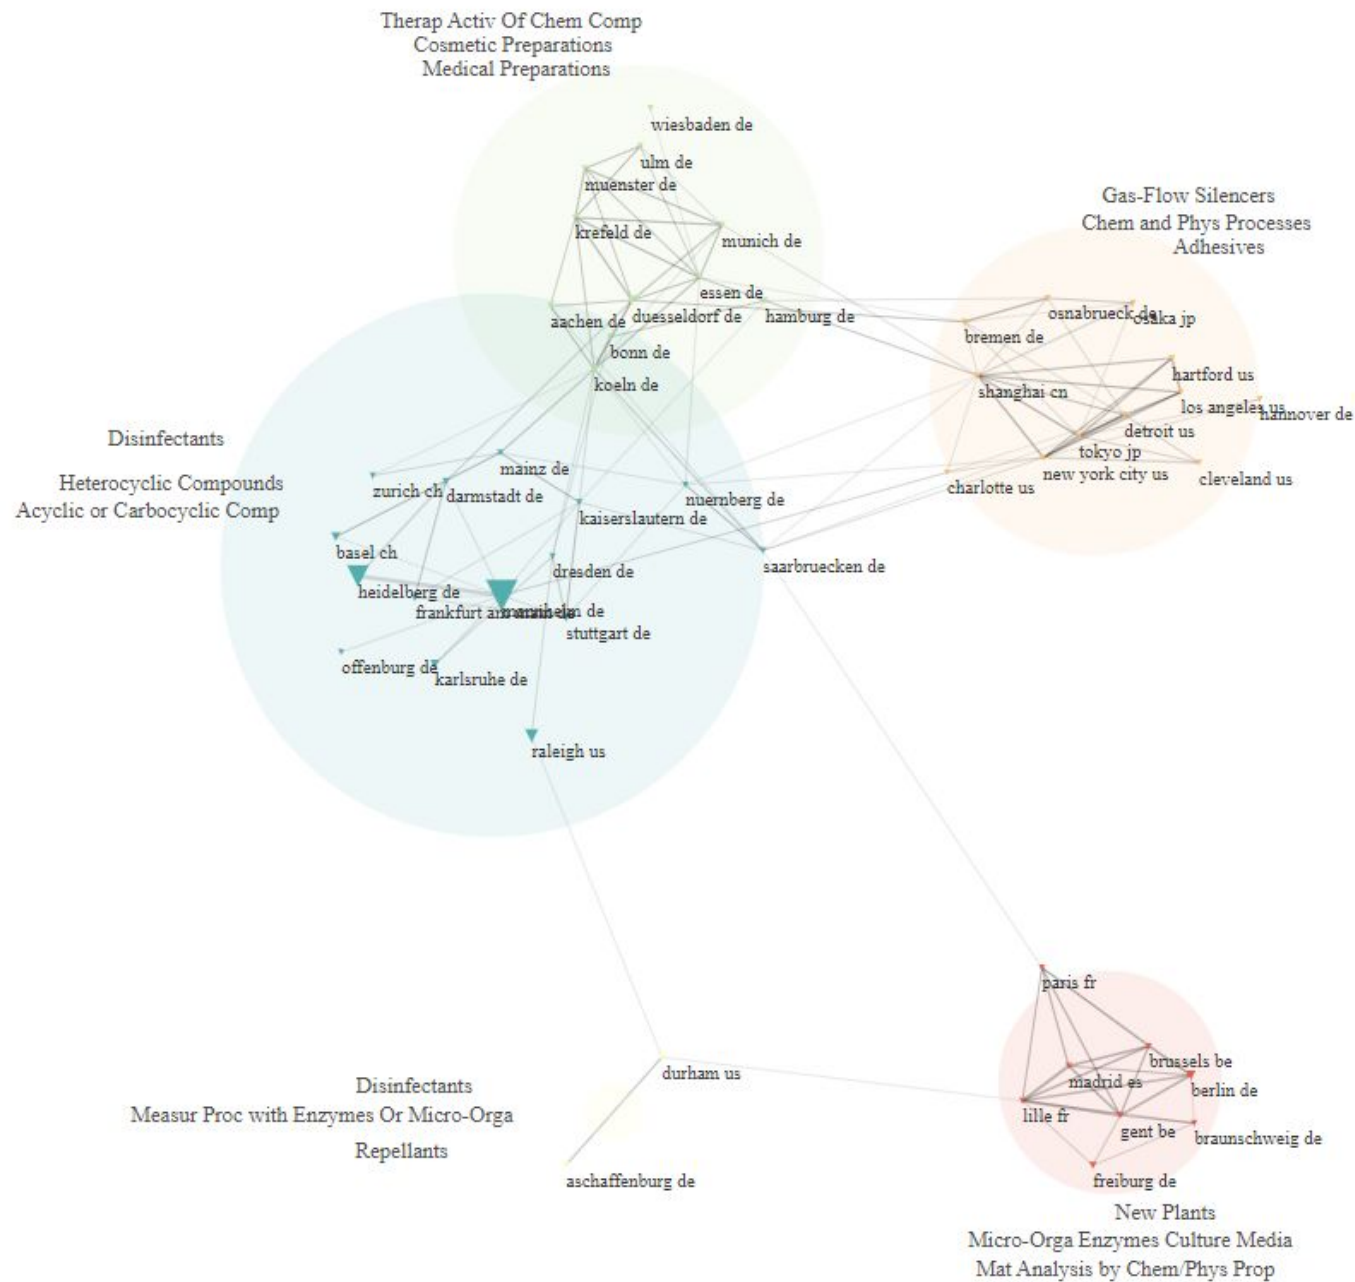 Therap Activ Of Chem Comp
Cosmetic Preparations
Medical Preparations
wiesbaden de
ulm de
muenster de
krefeld de
munich de
essen de
aachen de
duesseldorf de
hamburg de
bonn de
koeln de
Gas-Flow Silencers
Chem and Phys Processes
Adhesives
osnabrueck de
osaka jp
bremen de
hartford us
shanghai cn
los angeles us
hannover de
detroit us
tokyo jp
new york city us
charlotte us
cleveland us
Disinfectants
Heterocyclic Compounds
Acyclic or Carbocyclic Comp
mainz de
zurich ch
darmstadt de
nuernberg de
kaiserslautern de
basel ch
dresden de
saarbruecken de
heidelberg de
frankfurt am main de
mannheim de
stuttgart de
offenburg de
karlsruhe de
raleigh us
paris fr
brussels be
durham us
madrid es
berlin de
lille fr
gent be
braunschweig de
freiburg de
Disinfectants
Measur Proc with Enzymes Or Micro-Orga
Repellants
aschaffenburg de
New Plants
Micro-Orga Enzymes Culture Media
Mat Analysis by Chem/Phys Prop